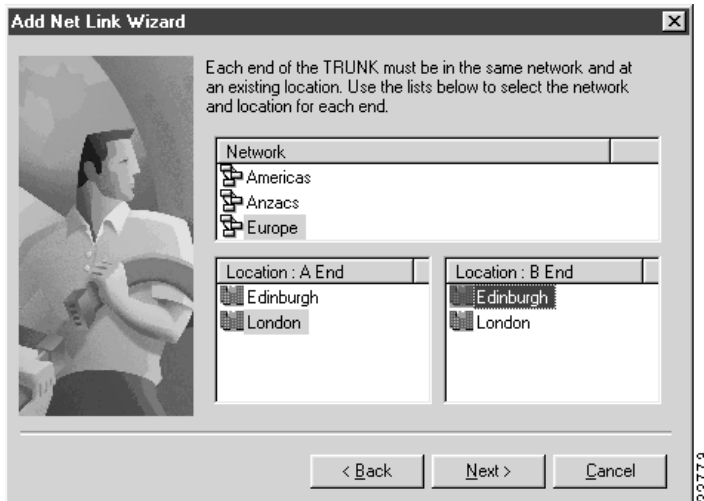 Add Net Link Wizard
Each end of the TRUNK must be in the same network and at
an existing location. Use the lists below to select the network
and location for each end.
Network
Americas
Anzacs
Europe
Location : A End
Edinburgh
London
Location : B End
Edinburgh
London
< Back
Next >
Cancel